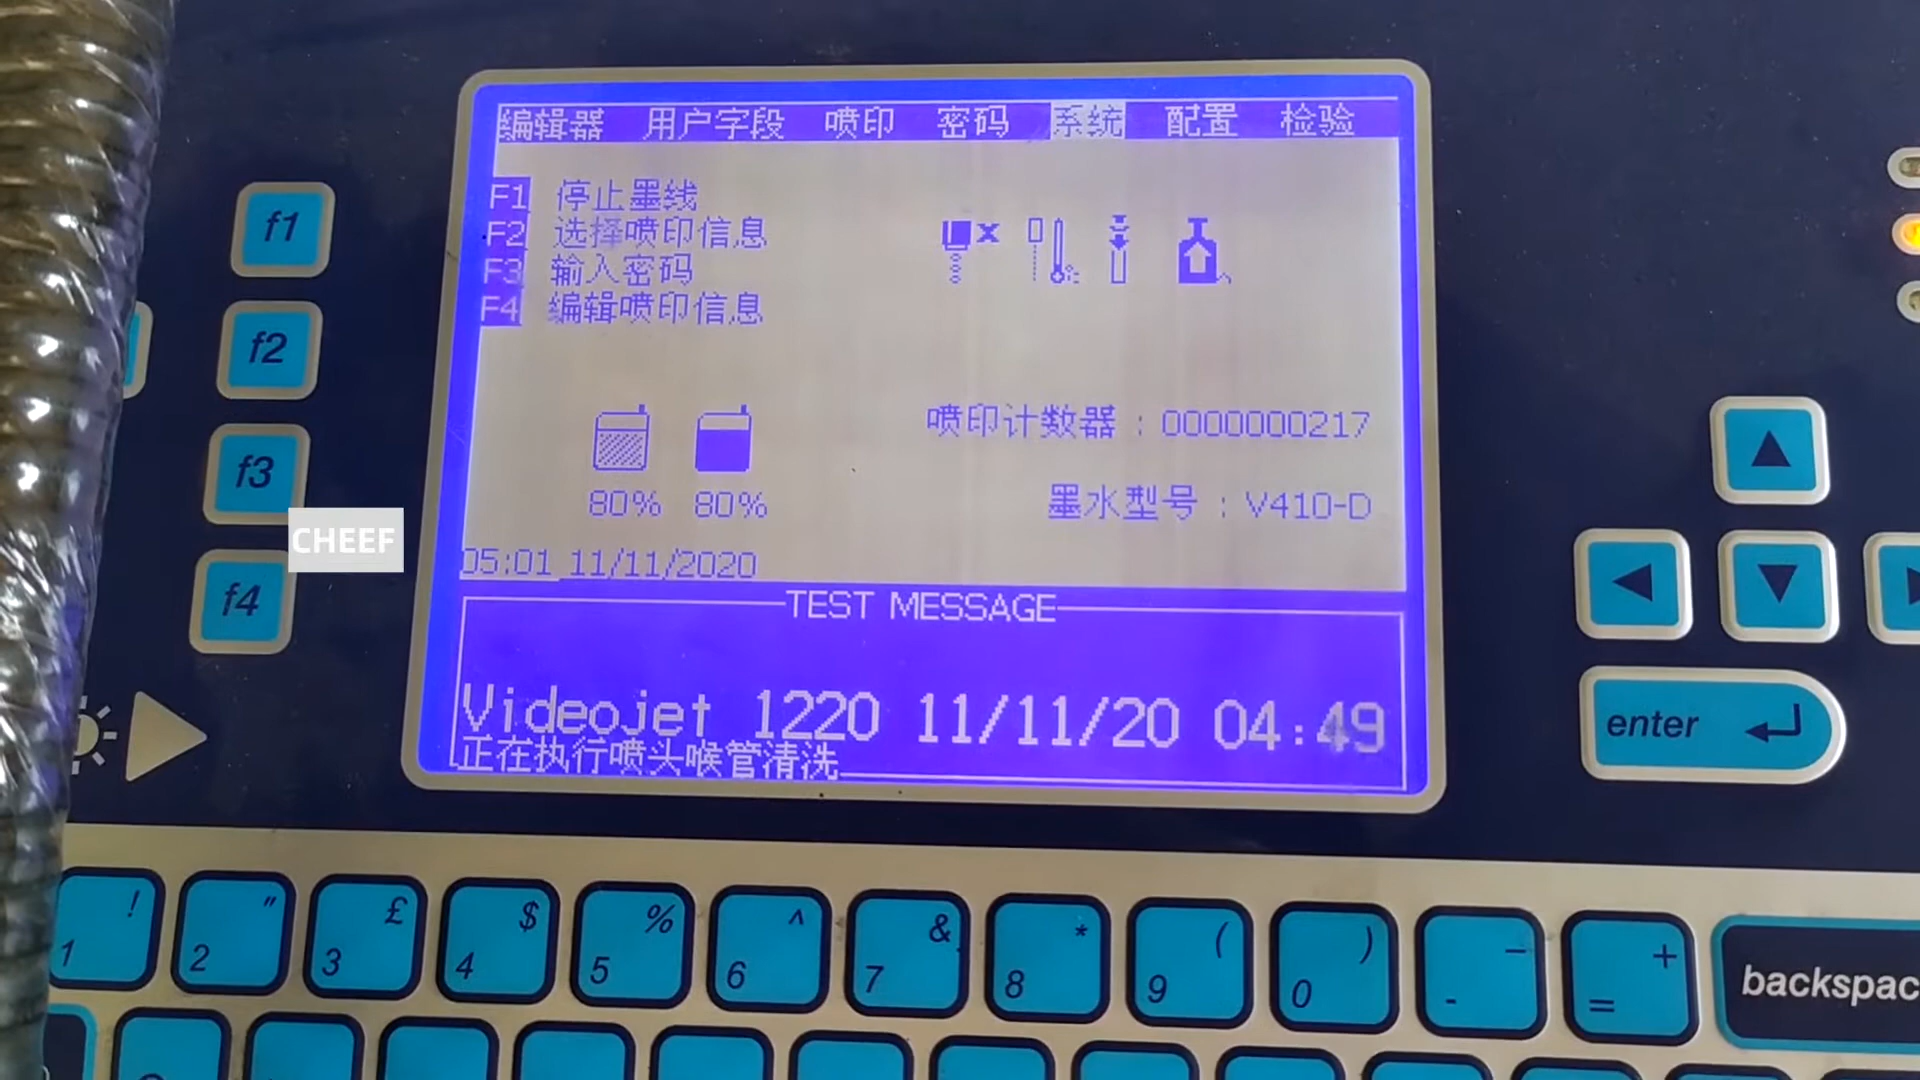 编辑器 用户字段 喷印 密码 系统 配置 检验
F1 停止墨线
F2 选择喷印信息
F3 输入密码
F4 编辑喷印信息
喷印计数器 : 0000000217
80% 80%
墨水型号 : V410-D
05:01 11/11/2020
TEST MESSAGE
Videojet 1220 11/11/20 04:49
正在执行喷头喉管清洗
f1
f2
f3
f4
CHEEF
enter
! " £ $ % ^ & * ( ) _ +
1 2 3 4 5 6 7 8 9 0 - =
backspac